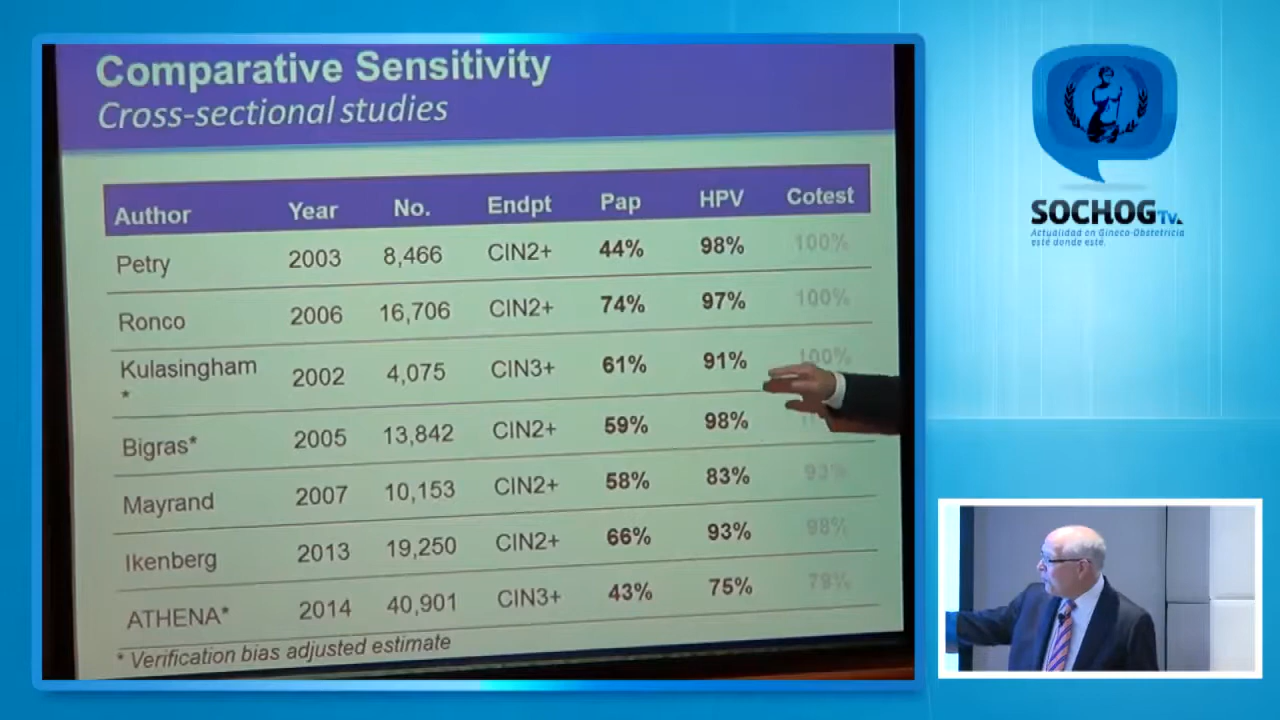 Comparative Sensitivity
Cross-sectional studies
Author Year No. Endpt Pap HPV Cotest
Petry 2003 8,466 CIN2+ 44% 98% 100%
Ronco 2006 16,706 CIN2+ 74% 97% 100%
Kulasingham
* 2002 4,075 CIN3+ 61% 91% 100%
Bigras* 2005 13,842 CIN2+ 59% 98%
Mayrand 2007 10,153 CIN2+ 58% 83% 93%
Ikenberg 2013 19,250 CIN2+ 66% 93% 98%
ATHENA* 2014 40,901 CIN3+ 43% 75% 79%
* Verification bias adjusted estimate
SOCHOG Tv.
Actualidad en Gineco-Obstetricia
esté donde esté.